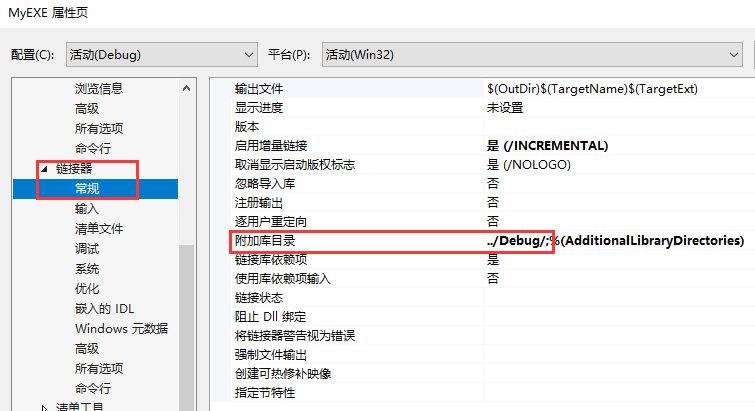 MyEXE 属性页
配置(C): 活动(Debug) 平台(P): 活动(Win32)
浏览信息
高级
所有选项
命令行
链接器
常规
输入
清单文件
调试
系统
优化
嵌入的 IDL
Windows 元数据
高级
所有选项
命令行
清单工具
输出文件 $(OutDir)$(TargetName)$(TargetExt)
显示进度 未设置
版本
启用增量链接 是 (/INCREMENTAL)
取消显示启动版权标志 是 (/NOLOGO)
忽略导入库 否
注册输出 否
逐用户重定向 否
附加库目录 ../Debug/;%(AdditionalLibraryDirectories)
链接库依赖项 是
使用库依赖项输入 否
链接状态
阻止 Dll 绑定
将链接器警告视为错误
强制文件输出
创建可热修补映像
指定节特性